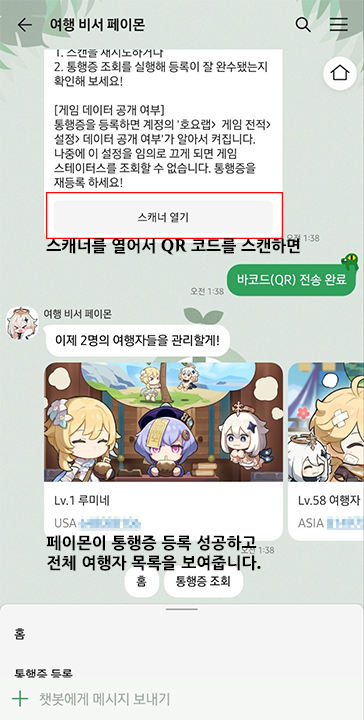 여행 비서 페이몬
1. 스캔을 재시도하거나
2. 통행증 조회를 실행해 등록이 잘 완수됐는지
확인해 보세요!
[게임 데이터 공개 여부]
통행증을 등록하면 계정의 '호요랩> 게임 전적>
설정> 데이터 공개 여부'가 알아서 켜집니다.
나중에 이 설정을 임의로 끄게 되면 게임
스테이터스를 조회할 수 없습니다. 통행증을
재등록 하세요!
스캐너 열기
오전 1:38
스캐너를 열어서 QR 코드를 스캔하면
바코드(QR) 전송 완료
오전 1:38
여행 비서 페이몬
이제 2명의 여행자들을 관리할게!
Lv.1 루미네
USA
Lv.58 여행자
ASIA
오전 1:38
페이몬이 통행증 등록 성공하고
전체 여행자 목록을 보여줍니다.
홈
통행증 조회
홈
통행증 등록
챗봇에게 메시지 보내기